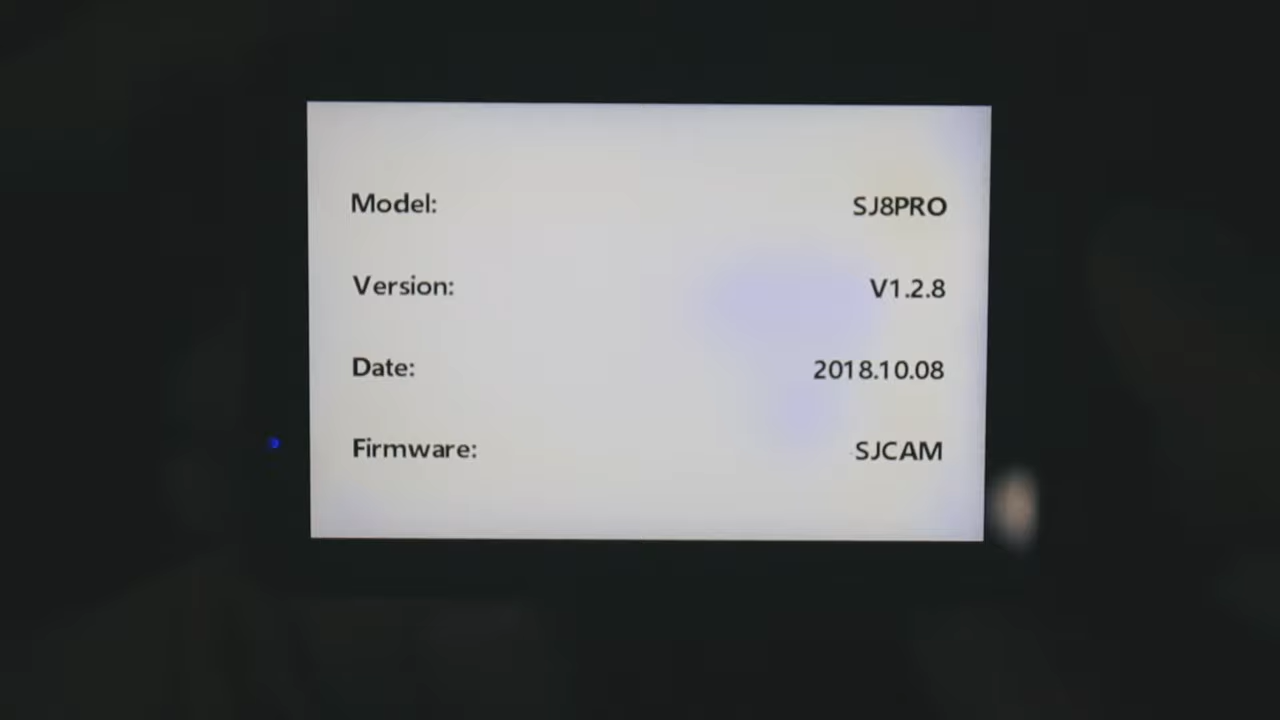 Model: SJ8PRO
Version: V1.2.8
Date: 2018.10.08
Firmware: SJCAM